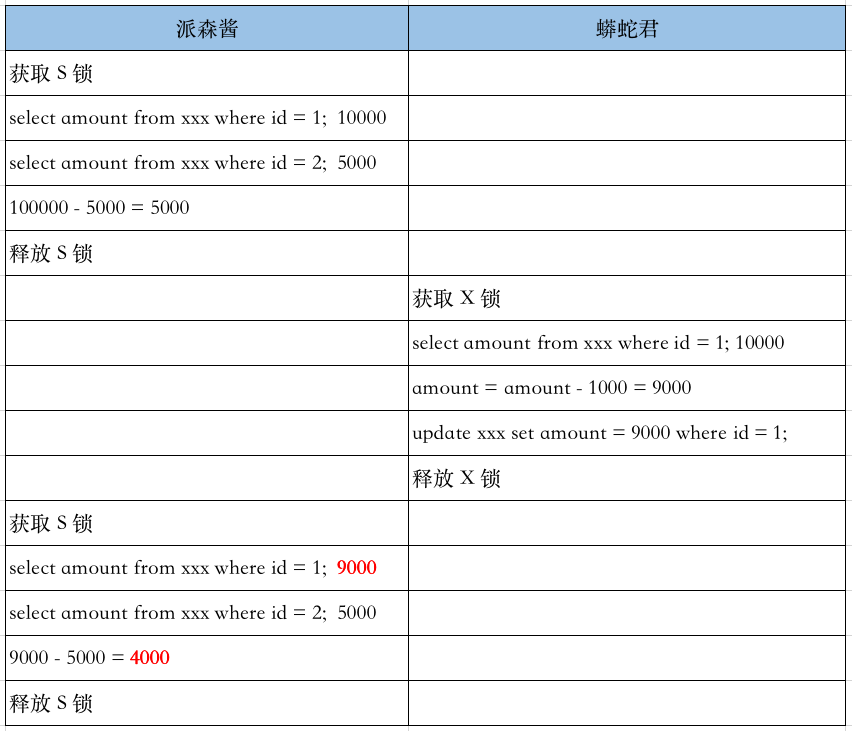 派森酱 蟒蛇君
获取 S 锁
select amount from xxx where id = 1; 10000
select amount from xxx where id = 2; 5000
100000 - 5000 = 5000
释放 S 锁
获取 X 锁
select amount from xxx where id = 1; 10000
amount = amount - 1000 = 9000
update xxx set amount = 9000 where id = 1;
释放 X 锁
获取 S 锁
select amount from xxx where id = 1; 9000
select amount from xxx where id = 2; 5000
9000 - 5000 = 4000
释放 S 锁